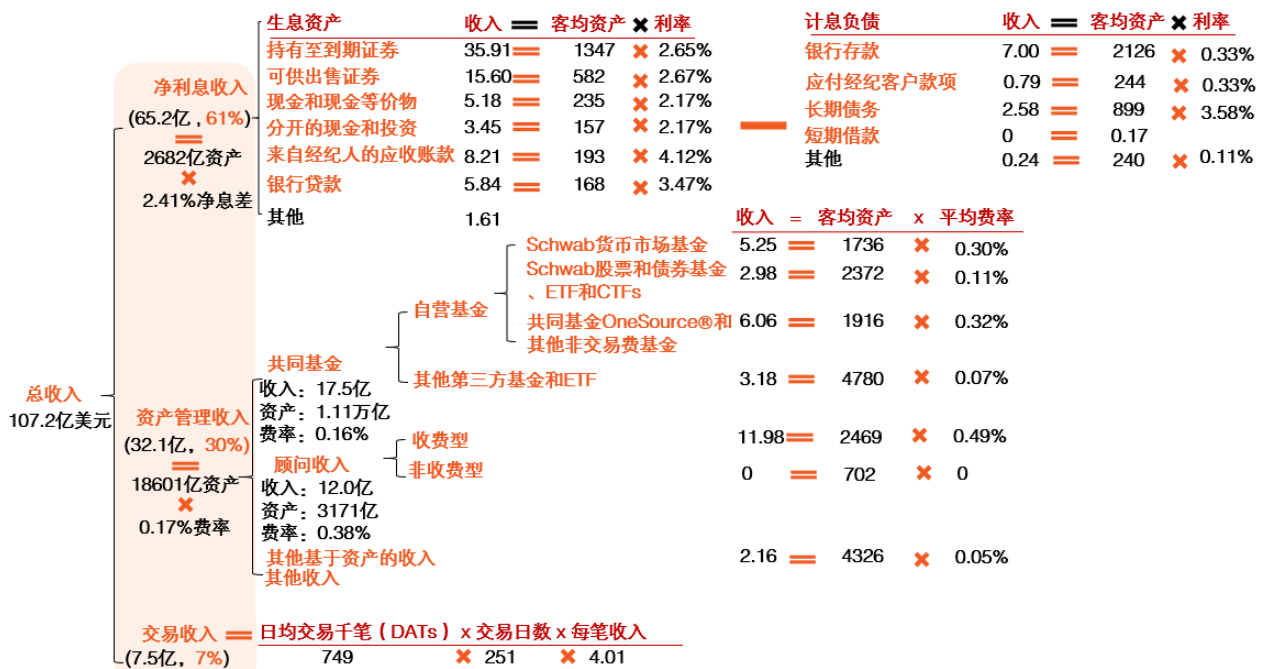 生息资产 收入 = 客均资产 × 利率
持有至到期证券 35.91 = 1347 × 2.65%
可供出售证券 15.60 = 582 × 2.67%
现金和现金等价物 5.18 = 235 × 2.17%
分开的现金和投资 3.45 = 157 × 2.17%
来自经纪人的应收账款 8.21 = 193 × 4.12%
银行贷款 5.84 = 168 × 3.47%
其他 1.61
—
计息负债 收入 = 客均资产 × 利率
银行存款 7.00 = 2126 × 0.33%
应付经纪客户款项 0.79 = 244 × 0.33%
长期债务 2.58 = 899 × 3.58%
短期借款 0 = 0.17
其他 0.24 = 240 × 0.11%
净利息收入
(65.2亿，61%)
=
2682亿资产
×
2.41%净息差
收入 = 客均资产 x 平均费率
Schwab货币市场基金 5.25 = 1736 × 0.30%
Schwab股票和债券基金 2.98 = 2372 × 0.11%
、ETF和CTFs
自营基金
共同基金OneSource®和 6.06 = 1916 × 0.32%
其他非交易费基金
其他第三方基金和ETF 3.18 = 4780 × 0.07%
共同基金
收入：17.5亿
资产：1.11万亿
费率：0.16%
总收入
107.2亿美元
资产管理收入
(32.1亿，30%)
=
18601亿资产
×
0.17%费率
收费型 11.98 = 2469 × 0.49%
非收费型 0 = 702 × 0
顾问收入
收入：12.0亿
资产：3171亿
费率：0.38%
其他基于资产的收入 2.16 = 4326 × 0.05%
其他收入
交易收入 = 日均交易千笔（DATs）x 交易日数 x 每笔收入
(7.5亿，7%) 749 × 251 × 4.01